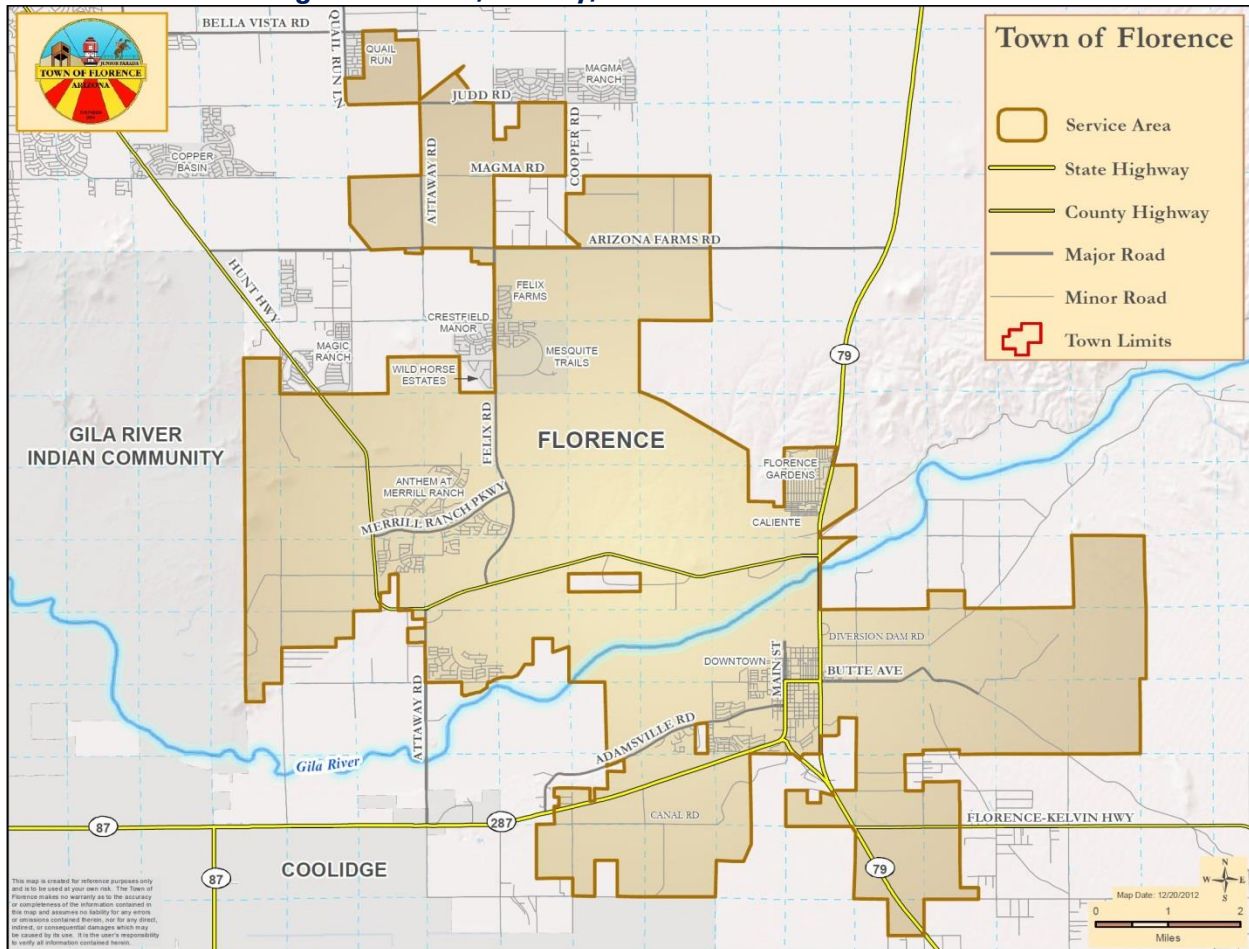 BELLA VISTA RD
QUAIL RUN LN
QUAIL
RUN
JUNIOR PARADA
TOWN OF FLORENCE
ARIZONA
MAGMA
RANCH
JUDD RD
COOPER RD
COPPER
BASIN
ATTAWAY RD
MAGMA RD
ARIZONA FARMS RD
HUNT HWY
FELIX
FARMS
CRESTFIELD
MANOR
MAGIC
RANCH
MESQUITE
TRAILS
WILD HORSE
ESTATES
79
GILA RIVER
INDIAN COMMUNITY
FELIX RD
FLORENCE
FLORENCE
GARDENS
ANTHEM AT
MERRILL RANCH
MERRILL RANCH PKWY
CALIENTE
DIVERSION DAM RD
DOWNTOWN
MAIN ST
BUTTE AVE
ATTAWAY RD
ADAMSVILLE RD
Gila River
CANAL RD
FLORENCE-KELVIN HWY
87
287
87
COOLIDGE
79
Town of Florence
Service Area
State Highway
County Highway
Major Road
Minor Road
Town Limits
This map is created for reference purposes only
and is to be used at your own risk. The Town of
Florence makes no warranty as to the accuracy
or completeness of the information contained in
this map and assumes no liability for any errors
or omissions contained therein, nor for any direct,
indirect, or consequential damages which may
be caused by its use. It is the user's responsibility
to verify all information contained herein.
N
W E
S
Map Date: 12/20/2012
0 1 2
Miles